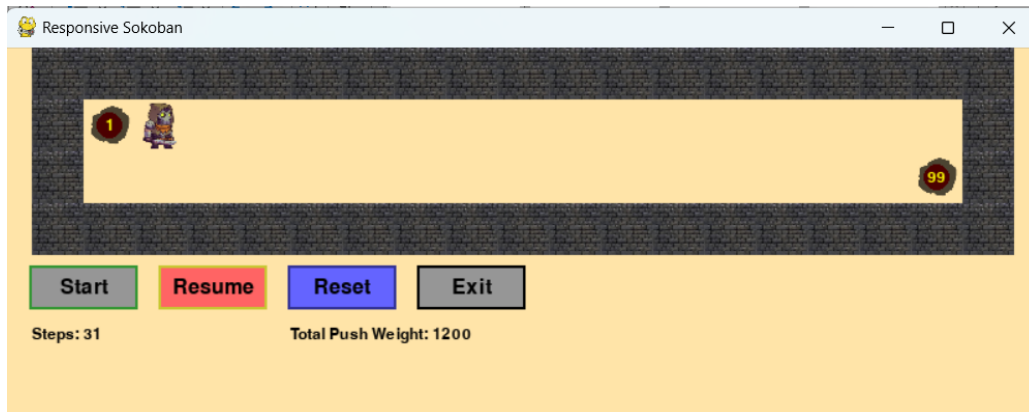 Responsive Sokoban
1
99
Start Resume Reset Exit
Steps: 31 Total Push Weight: 1200